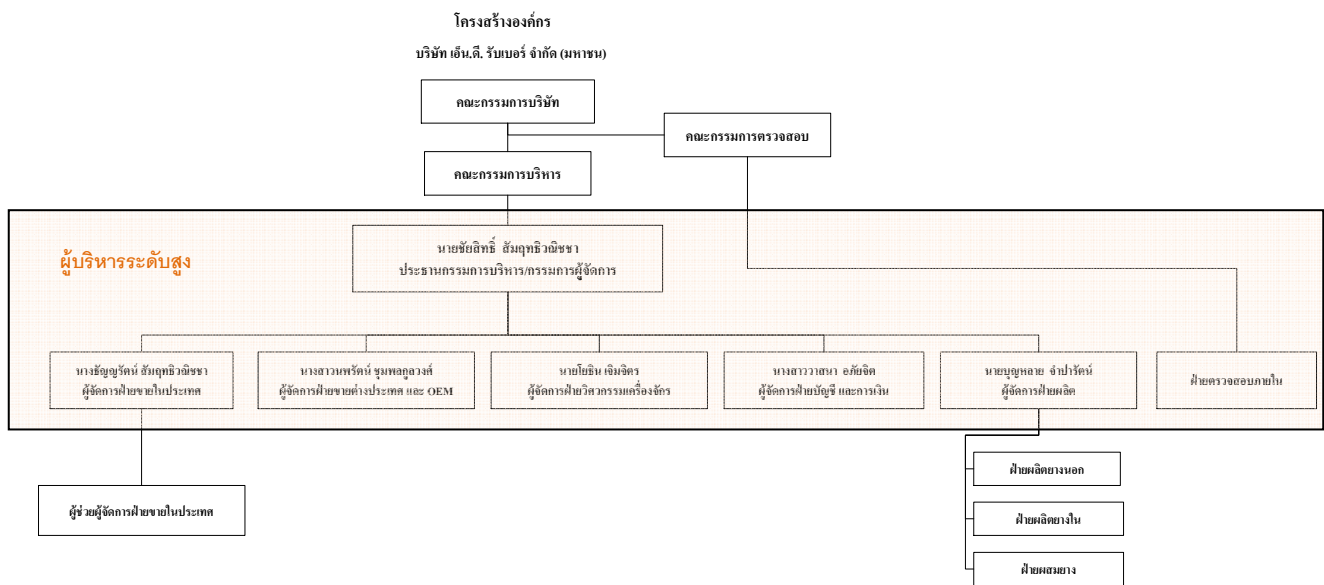 โครงสร้างองค์กร
บริษัท เอ็น.ดี. รับเบอร์ จำกัด (มหาชน)
คณะกรรมการบริษัท
คณะกรรมการตรวจสอบ
คณะกรรมการบริหาร
ผู้บริหารระดับสูง
นายชัยสิทธิ์ สัมฤทธิวณิชชา
ประธานกรรมการบริหาร/กรรมการผู้จัดการ
นางธัญญรัตน์ สัมฤทธิวณิชชา
ผู้จัดการฝ่ายขายในประเทศ
นางสาวนพรัตน์ ชุมพลกูลวงศ์
ผู้จัดการฝ่ายขายต่างประเทศ และ OEM
นายโยธิน เชิงจิตร
ผู้จัดการฝ่ายวิศวกรรมเครื่องจักร
นางสาววาสนา อภัยจิต
ผู้จัดการฝ่ายบัญชี และการเงิน
นายบุญหลาย จำปารัตน์
ผู้จัดการฝ่ายผลิต
ฝ่ายตรวจสอบภายใน
ผู้ช่วยผู้จัดการฝ่ายขายในประเทศ
ฝ่ายผลิตยางนอก
ฝ่ายผลิตยางใน
ฝ่ายผสมยาง